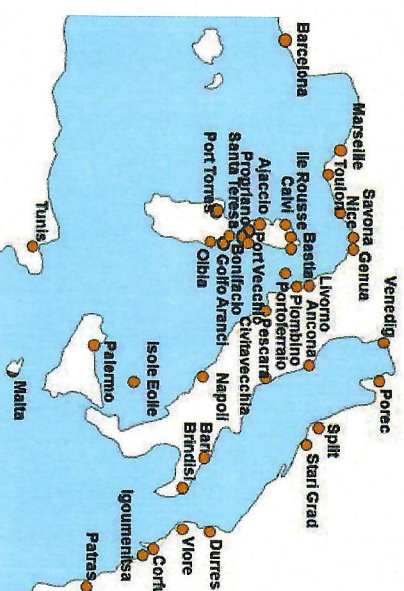 Barcelona
Marseille
Toulon
Savona
Nice
Genua
Venedig
Porec
Ile Rousse
Calvi
Bastia
Livorno
Piombino
Portoferraio
Ancona
Split
Stari Grad
Ajaccio
Propriano
Santa Teresa
Port Torres
PortVecchio
Bonifacio
Golfo Aranci
Olbia
Civitavecchia
Pescara
Napoli
Bari
Brindisi
Durres
Vlore
Corfu
Igoumenitsa
Patras
Tunis
Palermo
Isole Eolie
Malta